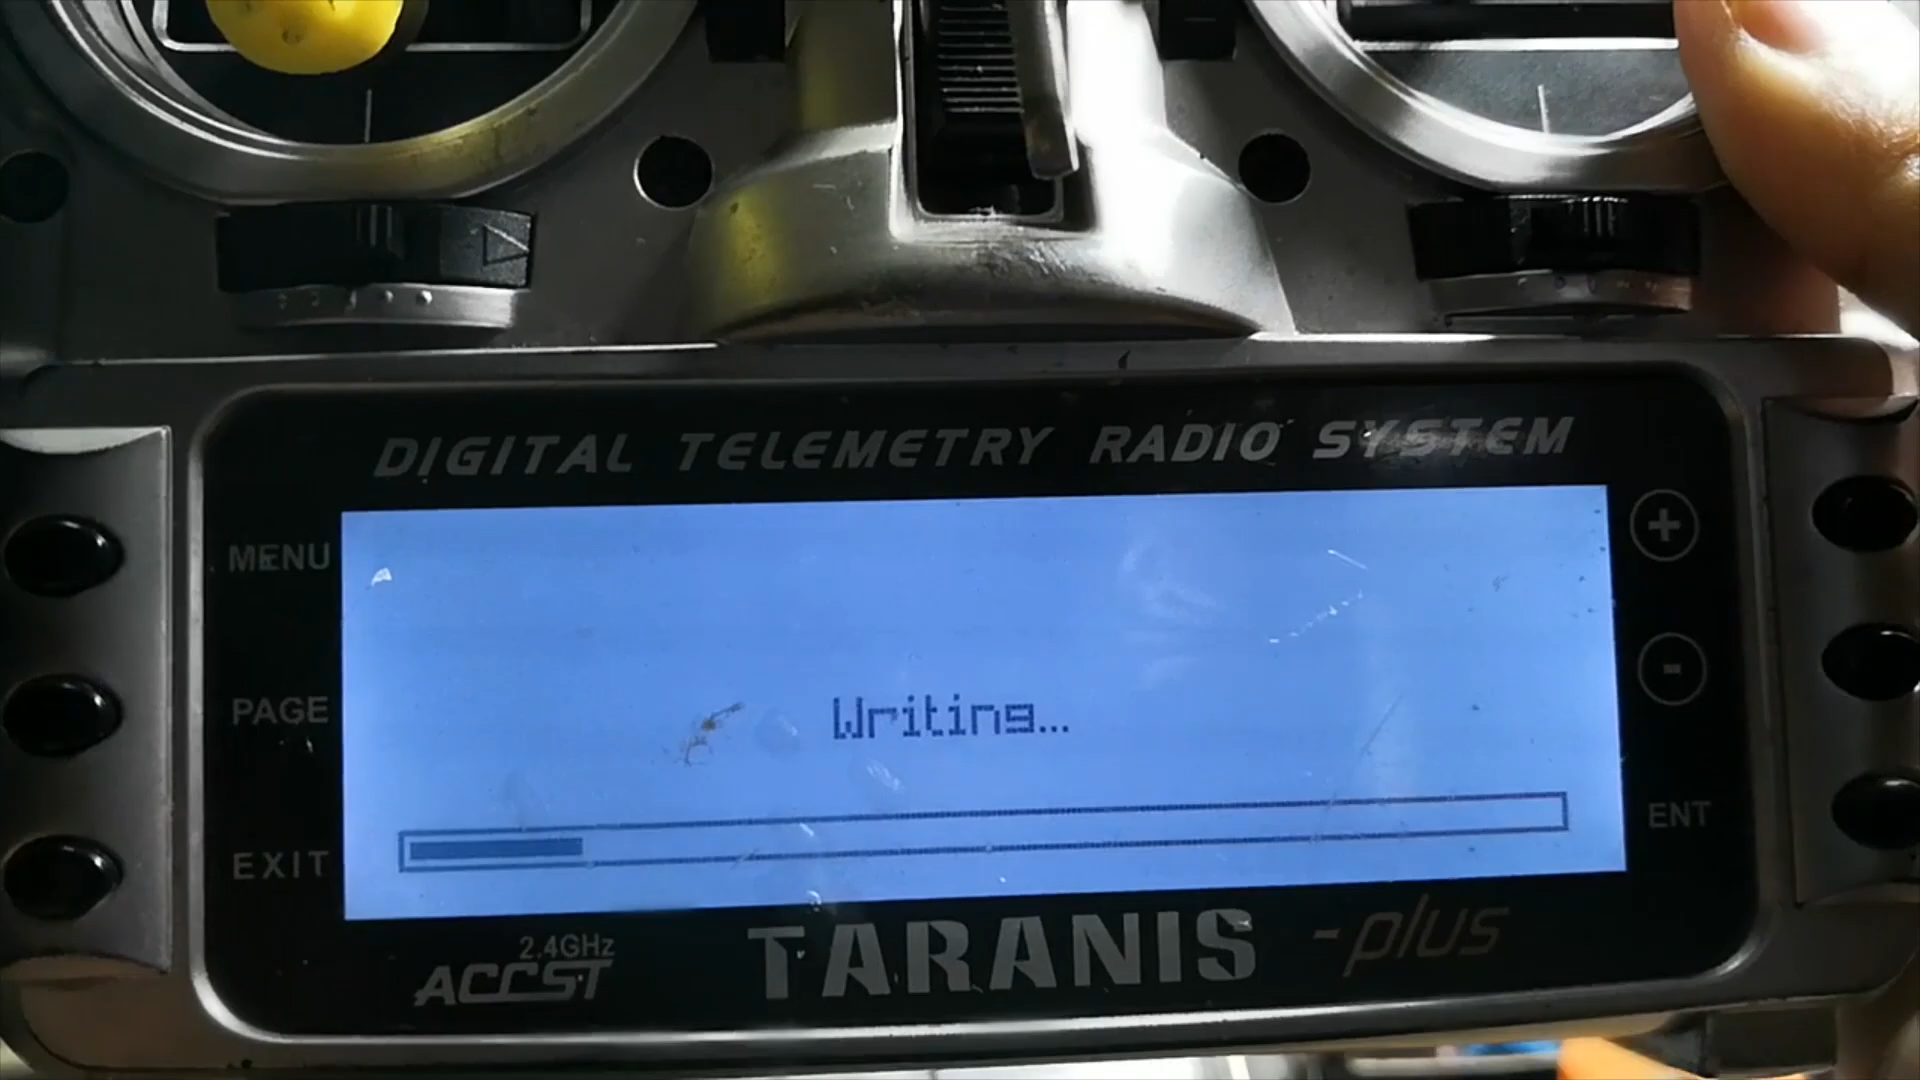 DIGITAL TELEMETRY RADIO SYSTEM
MENU
+
PAGE
-
Writing...
EXIT
ENT
2.4GHz
ACCST
TARANIS -plus